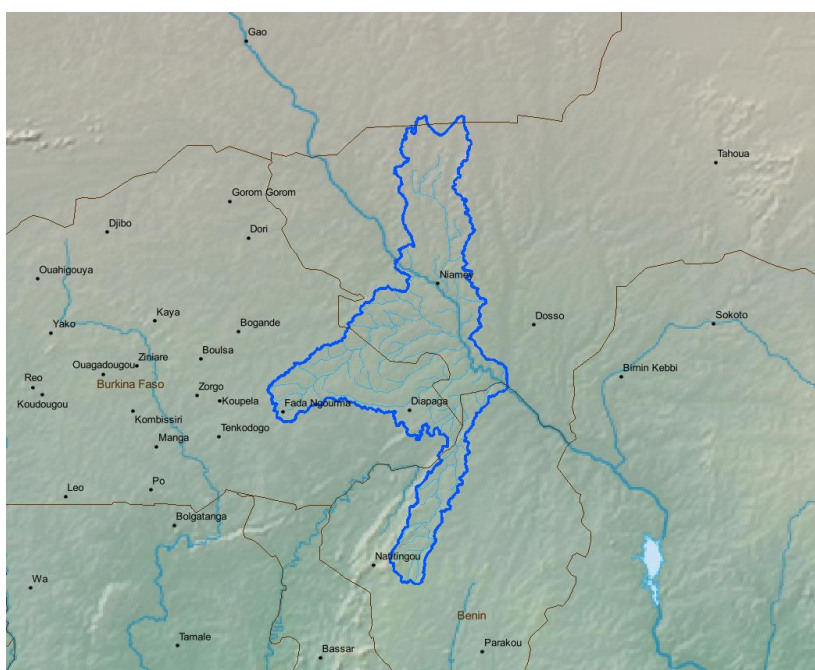 Gao
Tahoua
Gorom Gorom
Djibo
Dori
Ouahigouya
Niamey
Kaya
Bogande
Dosso
Sokoto
Yako
Ouagadougou
Ziniare
Boulsa
Birnin Kebbi
Reo
Burkina Faso
Zorgo
Koudougou
Koupela
Fada Ngourma
Diapaga
Kombissiri
Tenkodogo
Manga
Leo
Po
Bolgatanga
Natitingou
Wa
Benin
Tamale
Bassar
Parakou